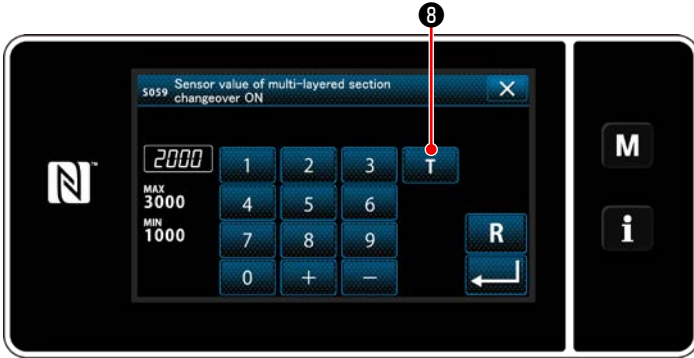 8
S059 Sensor value of multi-layered section
changeover ON
2000
1 2 3 T
MAX
3000
4 5 6
MIN
1000
7 8 9 R
0 + −
M
i
N™